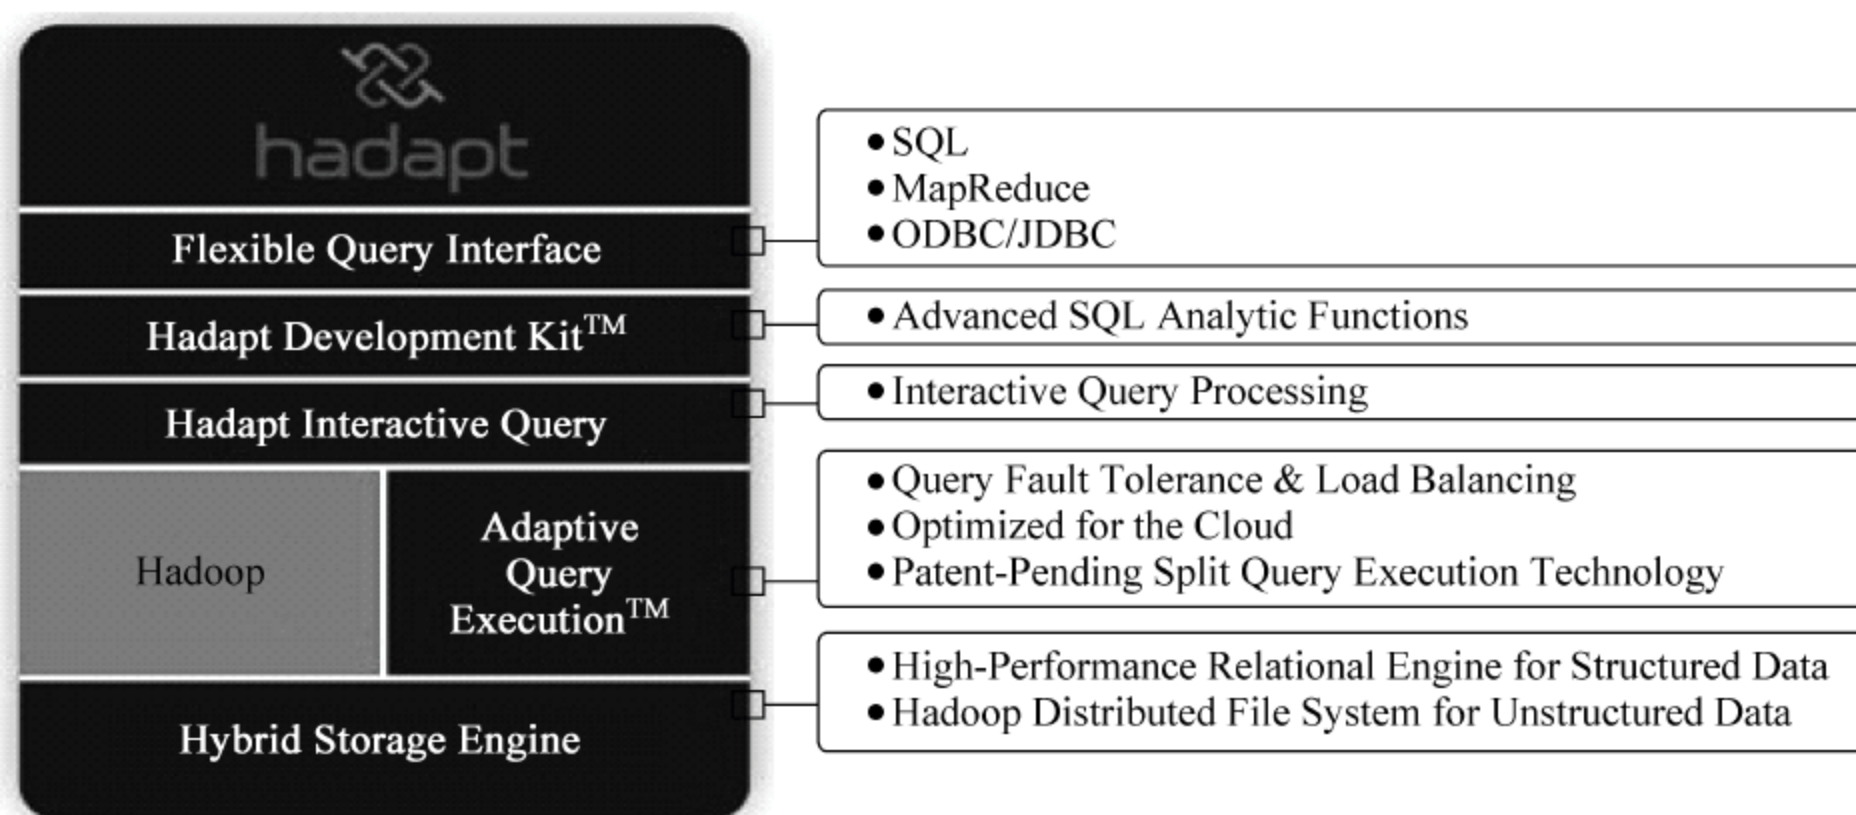 hadapt
Flexible Query Interface
Hadapt Development Kit™
Hadapt Interactive Query
Hadoop
Adaptive
Query
Execution™
Hybrid Storage Engine
•SQL
•MapReduce
•ODBC/JDBC
•Advanced SQL Analytic Functions
•Interactive Query Processing
•Query Fault Tolerance & Load Balancing
•Optimized for the Cloud
•Patent-Pending Split Query Execution Technology
•High-Performance Relational Engine for Structured Data
•Hadoop Distributed File System for Unstructured Data